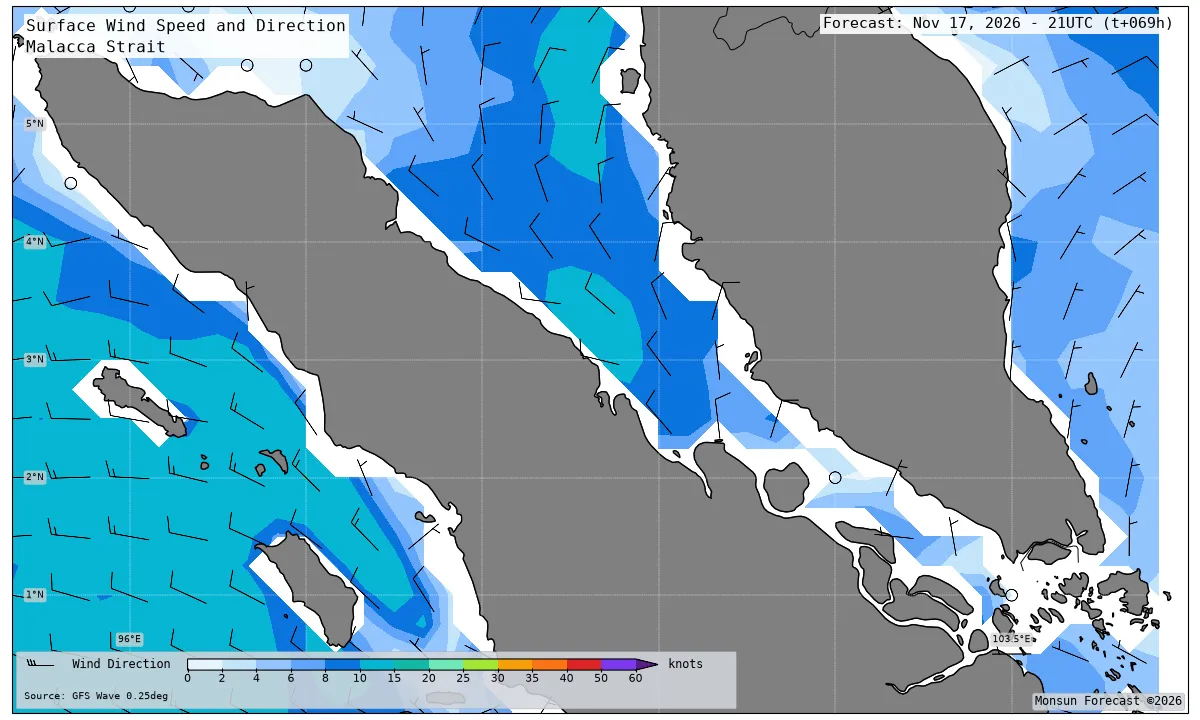 Surface Wind Speed and Direction
Malacca Strait
Forecast: Nov 17, 2026 - 21UTC (t+069h)
5°N
4°N
3°N
2°N
1°N
96°E
103.5°E
Wind Direction
knots
0 2 4 6 8 10 12 15 20 25 30 35 40 50 60
Source: GFS Wave 0.25deg
Monsun Forecast ©2026